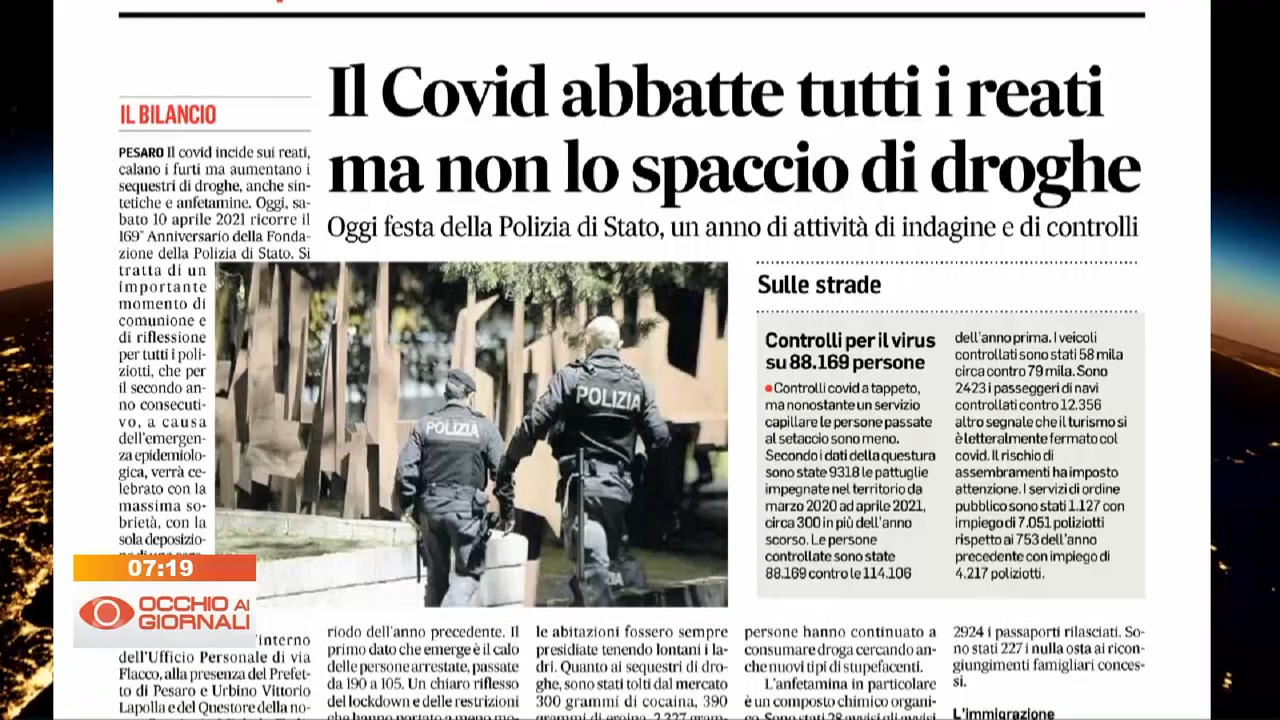 Il Covid abbatte tutti i reati
ma non lo spaccio di droghe
Oggi festa della Polizia di Stato, un anno di attività di indagine e di controlli
IL BILANCIO
PESARO Il covid incide sui reati,
calano i furti ma aumentano i
sequestri di droghe, anche sin-
tetiche e anfetamine. Oggi, sa-
bato 10 aprile 2021 ricorre il
169° Anniversario della Fonda-
zione della Polizia di Stato. Si
tratta di un
importante
momento di
comunione e
di riflessione
per tutti i poli-
ziotti, che per
il secondo an-
no consecuti-
vo, a causa
dell'emergen-
za epidemiolo-
gica, verrà ce-
lebrato con la
massima so-
brietà, con la
sola deposizio-
POLIZIA
POLIZIA
Sulle strade
Controlli per il virus
su 88.169 persone
Controlli covid a tappeto,
ma nonostante un servizio
capillare le persone passate
al setaccio sono meno.
Secondo i dati della questura
sono state 9318 le pattuglie
impegnate nel territorio da
marzo 2020 ad aprile 2021,
circa 300 in più dell'anno
scorso. Le persone
controllate sono state
88.169 contro le 114.106
dell'anno prima. I veicoli
controllati sono stati 58 mila
circa contro 79 mila. Sono
2423 i passeggeri di navi
controllati contro 12.356
altro segnale che il turismo si
è letteralmente fermato col
covid. Il rischio di
assembramenti ha imposto
attenzione. I servizi di ordine
pubblico sono stati 1.127 con
impiego di 7.051 poliziotti
rispetto ai 753 dell'anno
precedente con impiego di
4.217 poliziotti.
07:19
OCCHIO AI
GIORNALI
'interno
dell'Ufficio Personale di via
Flacco, alla presenza del Prefet-
to di Pesaro e Urbino Vittorio
Lapolla e del Questore della no-
riodo dell'anno precedente. Il
primo dato che emerge è il calo
delle persone arrestate, passate
da 190 a 105. Un chiaro riflesso
del lockdown e delle restrizioni
che hanno portato a meno mo-
le abitazioni fossero sempre
presidiate tenendo lontani i la-
dri. Quanto ai sequestri di dro-
ghe, sono stati tolti dal mercato
300 grammi di cocaina, 390
grammi di eroina, 2.327 gram-
persone hanno continuato a
consumare droga cercando an-
che nuovi tipi di stupefacenti.
L'anfetamina in particolare
è un composto chimico organi-
co. Sono stati 28 avvisi
2924 i passaporti rilasciati. So-
no stati 227 i nulla osta ai ricon-
giungimenti famigliari conces-
si.
L'immigrazione